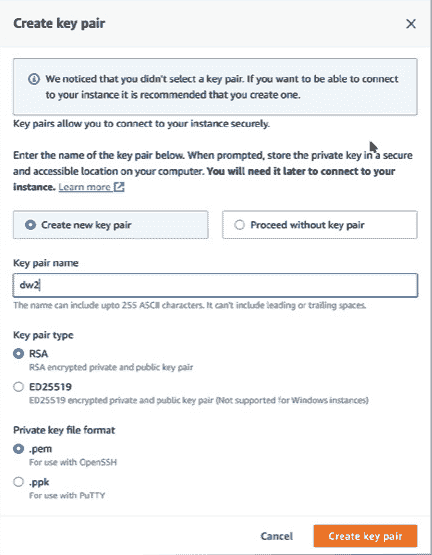 Create key pair
We noticed that you didn't select a key pair. If you want to be able to connect
to your instance it is recommended that you create one.
Key pairs allow you to connect to your instance securely.
Enter the name of the key pair below. When prompted, store the private key in a secure
and accessible location on your computer. You will need it later to connect to your
instance. Learn more
Create new key pair
Proceed without key pair
Key pair name
dw2
The name can include upto 255 ASCII characters. It can't include leading or trailing spaces.
Key pair type
RSA
RSA encrypted private and public key pair
ED25519
ED25519 encrypted private and public key pair (Not supported for Windows instances)
Private key file format
.pem
For use with OpenSSH
.ppk
For use with PuTTY
Cancel
Create key pair